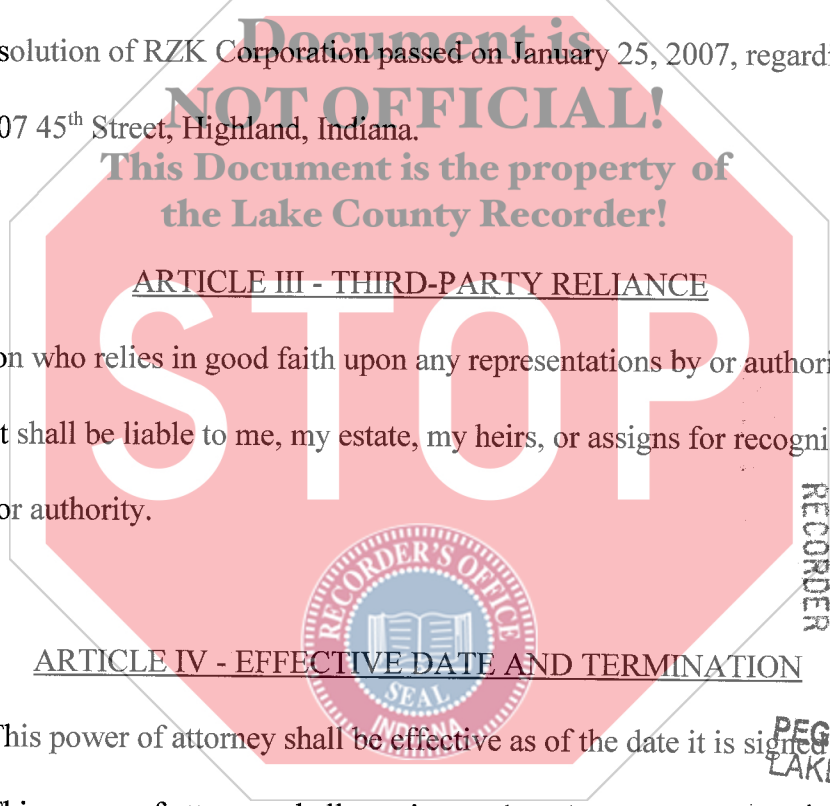 Document is
solution of RZK Corporation passed on January 25, 2007, regardi
NOT OFFICIAL!
07 45th Street, Highland, Indiana.
This Document is the property of
the Lake County Recorder!
ARTICLE III - THIRD-PARTY RELIANCE
STOP
on who relies in good faith upon any representations by or authori
t shall be liable to me, my estate, my heirs, or assigns for recogni
or authority.
RECORDER
RECORDER'S OFFICE
SEAL
INDIANA
ARTICLE IV - EFFECTIVE DATE AND TERMINATION
PEG
This power of attorney shall be effective as of the date it is signed
LAKE